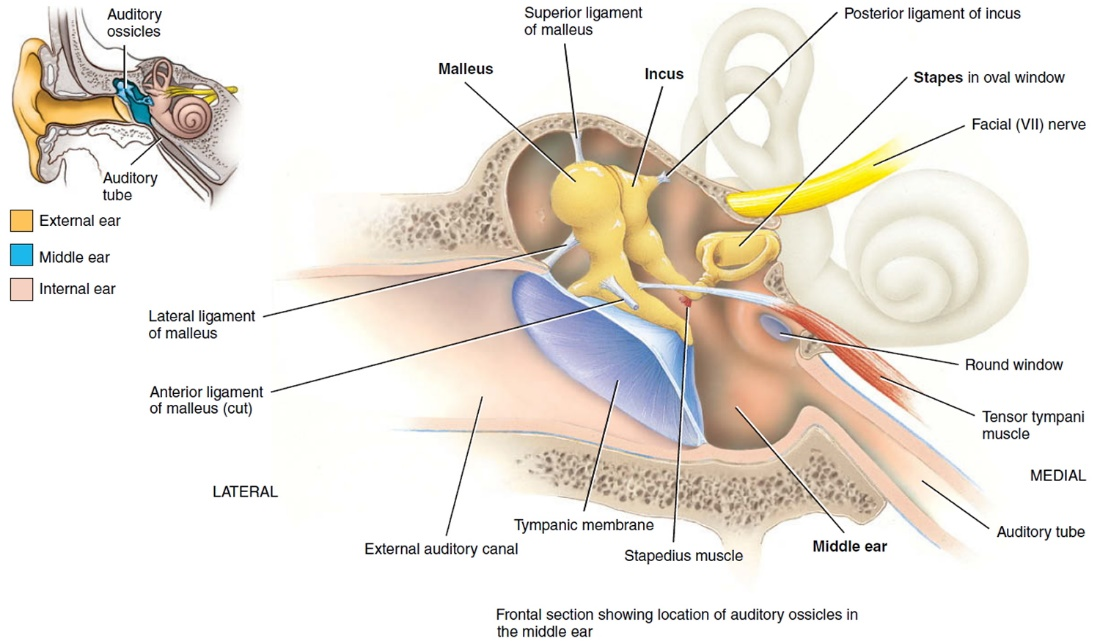 Auditory
ossicles
Auditory
tube
External ear
Middle ear
Internal ear
Superior ligament
of malleus
Posterior ligament of incus
Malleus
Incus
Stapes in oval window
Facial (VII) nerve
Lateral ligament
of malleus
Anterior ligament
of malleus (cut)
Round window
Tensor tympani
muscle
LATERAL
MEDIAL
Tympanic membrane
Auditory tube
External auditory canal
Stapedius muscle
Middle ear
Frontal section showing location of auditory ossicles in
the middle ear